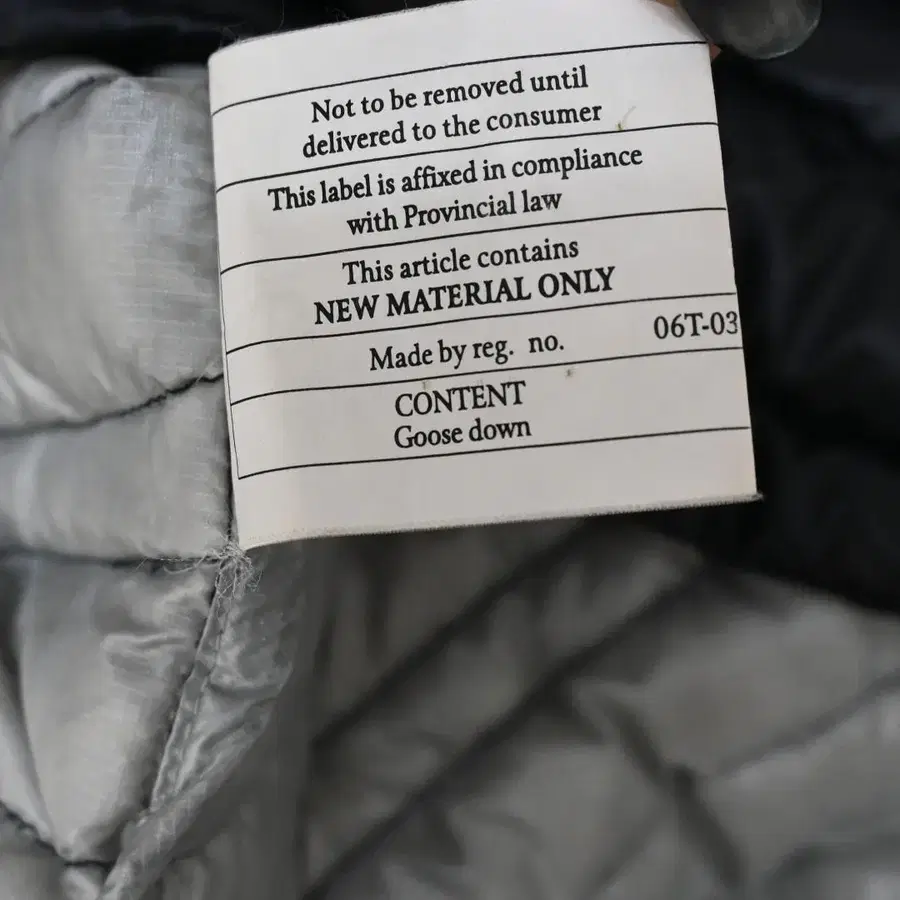 Not to be removed until
delivered to the consumer
This label is affixed in compliance
with Provincial law
This article contains
NEW MATERIAL ONLY
Made by reg. no. 06T-03
CONTENT
Goose down